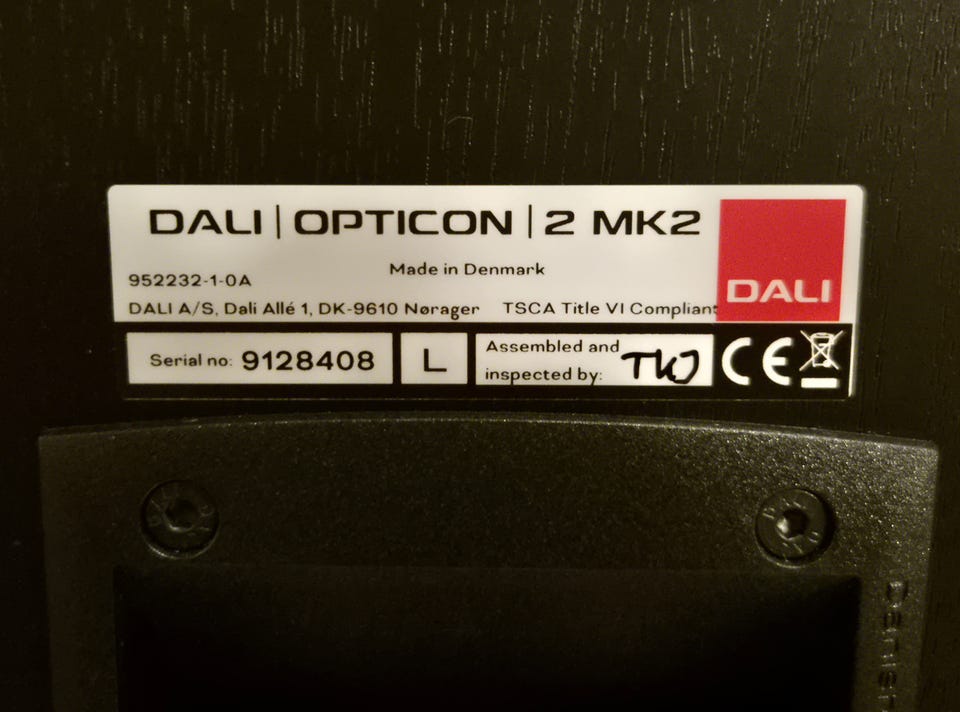 DALI | OPTICON | 2 MK2
Made in Denmark
952232-1-0A
DALI A/S, Dali Allé 1, DK-9610 Nørager TSCA Title VI Compliant
DALI
Serial no: 9128408
L
Assembled and
inspected by: TKJ
CE